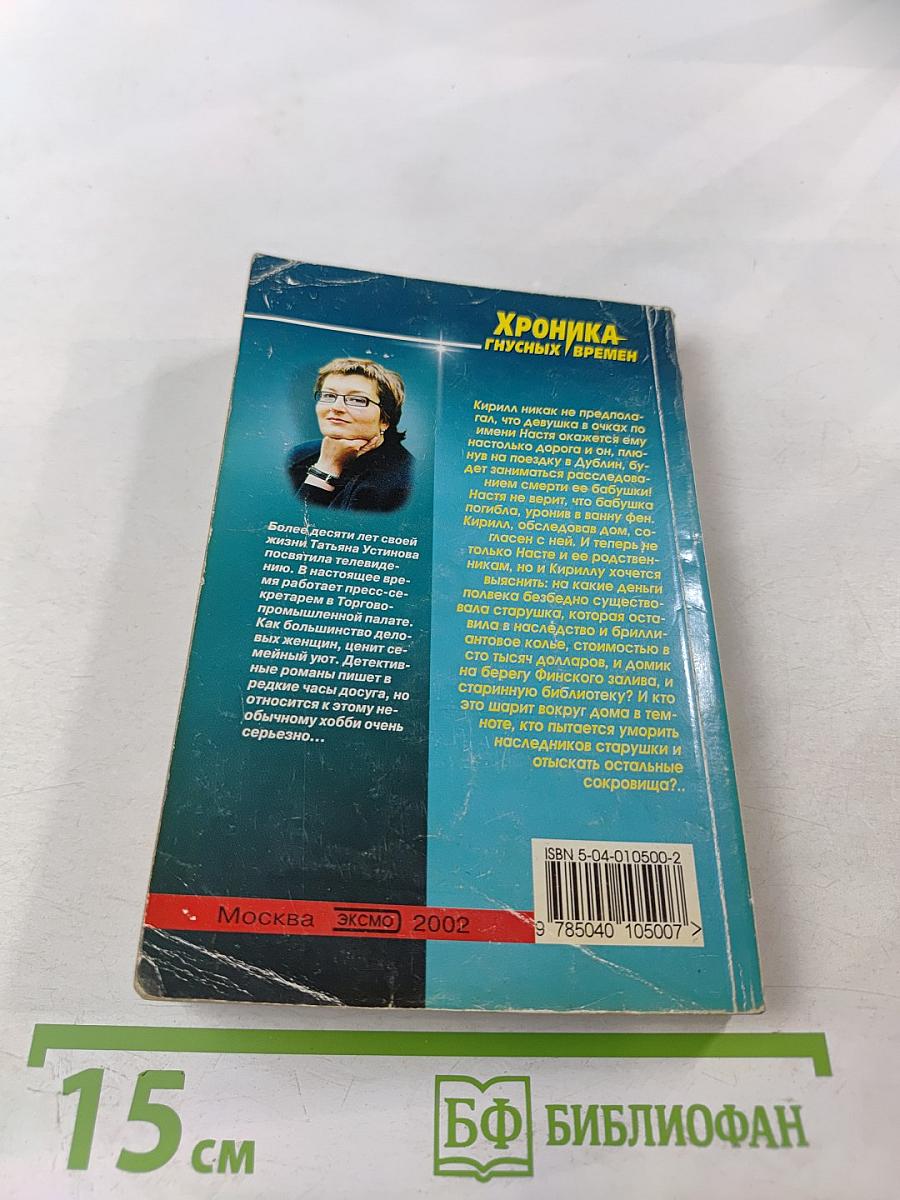 ХРОНИКА
ГНУСНЫХ ВРЕМЕН
Кирилл никак не предпола-
гал, что девушка в очках по
имени Настя окажется ему
настолько дорога и он, плю-
нув на поездку в Дублин, бу-
дет заниматься расследова-
нием смерти ее бабушки!
Настя не верит, что бабушка
погибла, уронив в ванну фен.
Кирилл, обследовав дом, со-
гласен с ней. И теперь не
только Насте и ее родствен-
никам, но и Кириллу хочется
выяснить: на какие деньги
полвека безбедно существо-
вала старушка, которая оста-
вила в наследство и брилли-
антовое колье, стоимостью в
сто тысяч долларов, и домик
на берегу Финского залива, и
старинную библиотеку? И кто
это шарит вокруг дома в тем-
ноте, кто пытается уморить
наследников старушки и
отыскать остальные
сокровища?..
Более десяти лет своей
жизни Татьяна Устинова
посвятила телевиде-
нию. В настоящее вре-
мя работает пресс-се-
кретарем в Торгово-
промышленной палате.
Как большинство дело-
вых женщин, ценит се-
мейный уют. Детектив-
ные романы пишет в
редкие часы досуга, но
относится к этому не-
обычному хобби очень
серьезно...
ISBN 5-04-010500-2
9 785040 105007 >
Москва ЭКСМО 2002
15 см
БФ БИБЛИОФАН